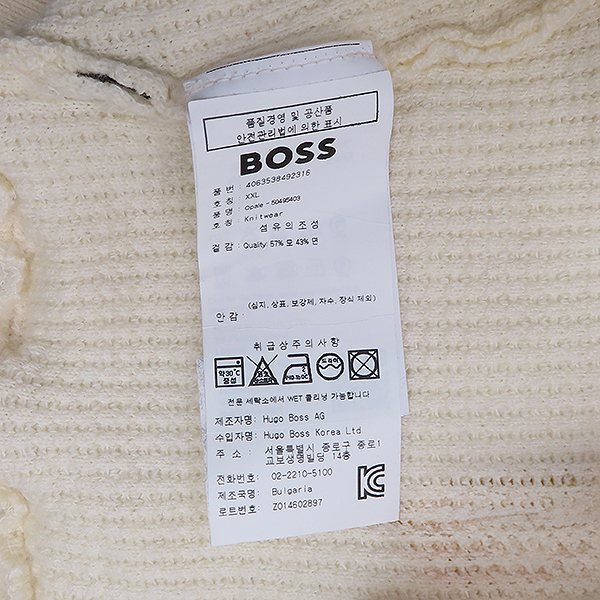 품질경영 및 공산품
안전관리법에 의한 표시
BOSS
품 번 : 4063538492316
호 칭 : XXL
품 명 : Opale - 50495403
호 칭 : Knitwear
섬유의 조성
겉 감 : Quality: 57% 모 43% 면
(심지, 상표, 보강제, 자수, 장식 제외)
안 감 :
취급상주의사항
약30℃
중성
2
드라이
전문 세탁소에서 WET 클리닝 가능합니다
제조자명: Hugo Boss AG
수입자명: Hugo Boss Korea Ltd
주 소 : 서울특별시 종로구 종로1
교보생명빌딩 14층
전화번호: 02-2210-5100
제조국명: Bulgaria
로트번호: Z014602897